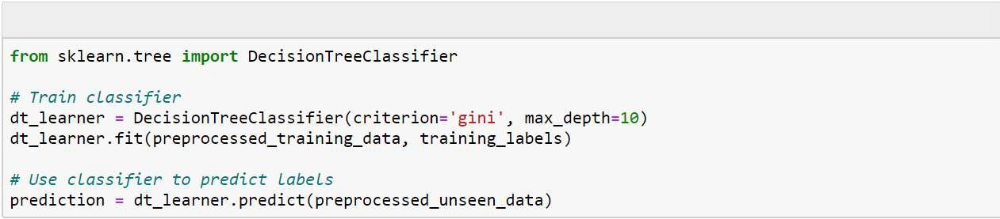 from sklearn.tree import DecisionTreeClassifier
# Train classifier
dt_learner = DecisionTreeClassifier(criterion='gini', max_depth=10)
dt_learner.fit(preprocessed_training_data, training_labels)
# Use classifier to predict labels
prediction = dt_learner.predict(preprocessed_unseen_data)